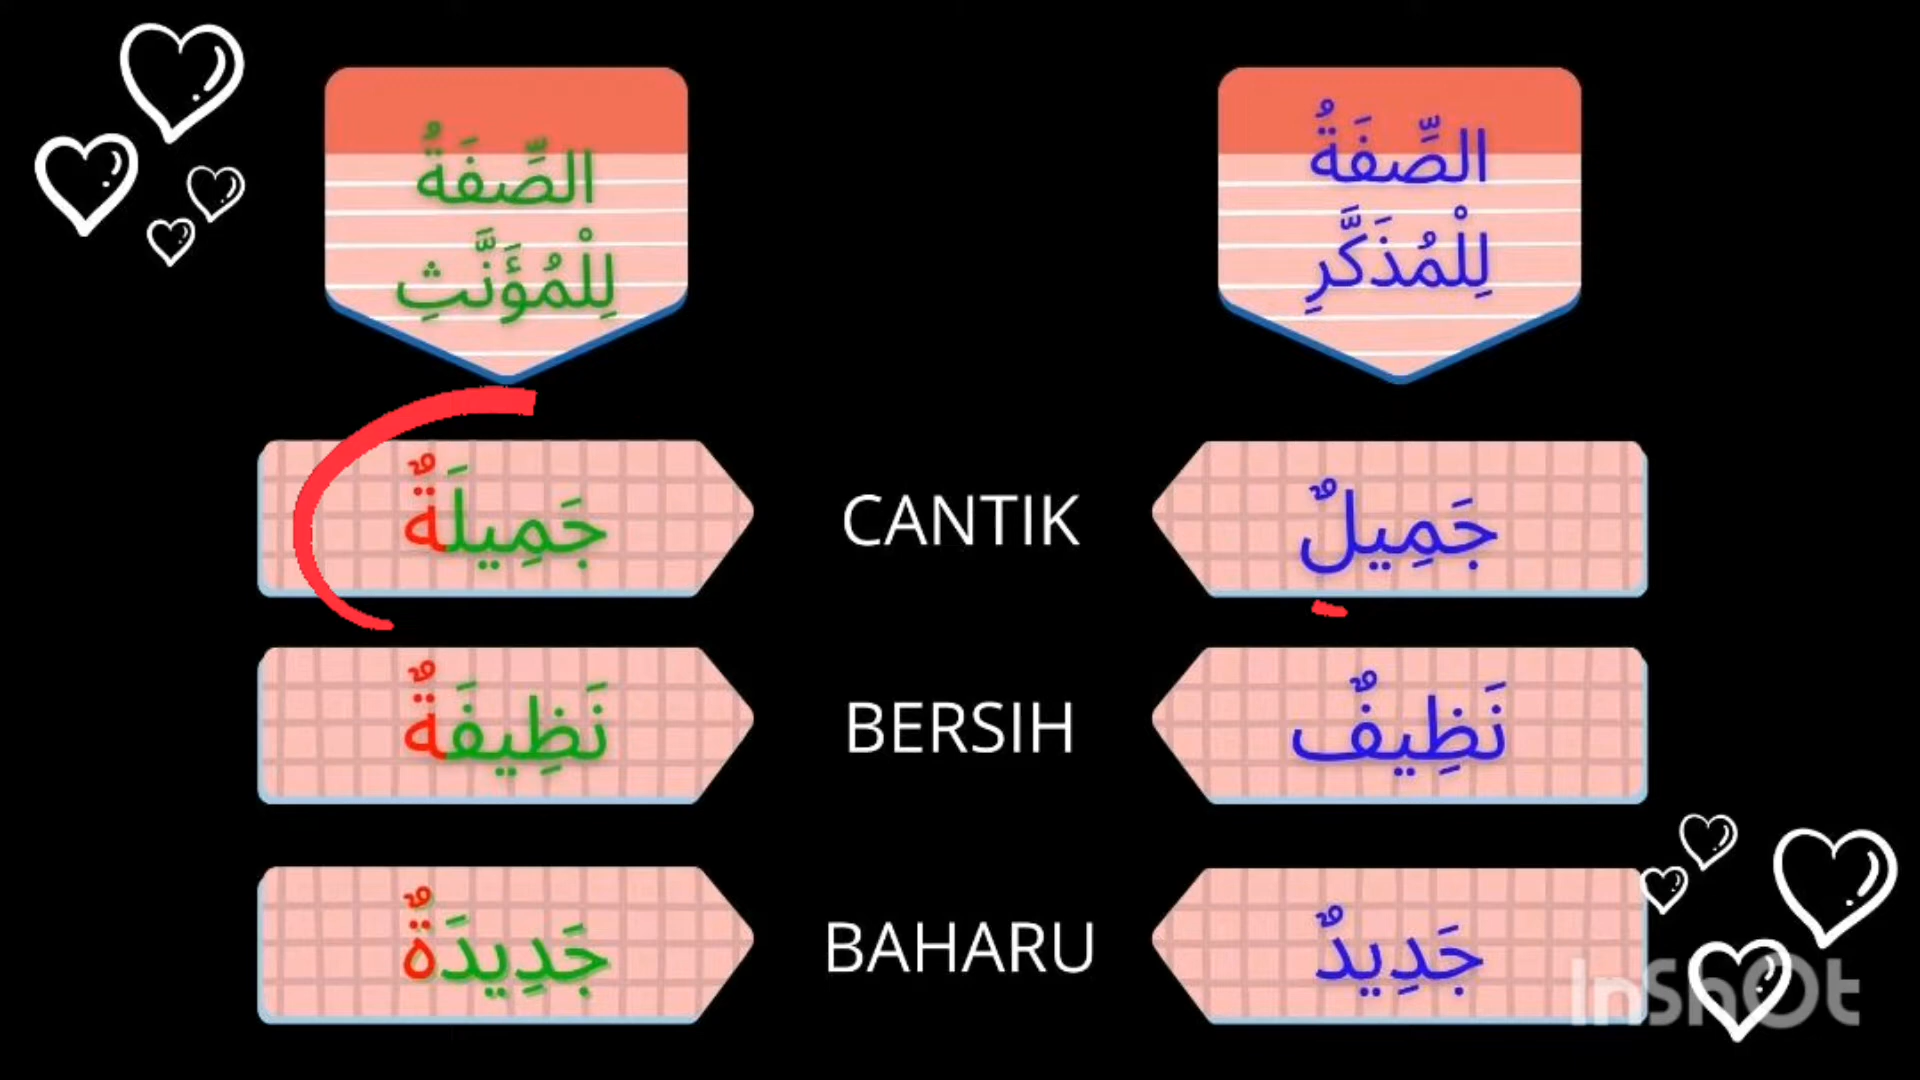 الصِّفَةُ
لِلْمُذَكَّرِ
الصِّفَةُ
لِلْمُؤَنَّثِ
جَمِيلٌ CANTIK جَمِيلَةٌ
نَظِيفٌ BERSIH نَظِيفَةٌ
جَدِيدٌ BAHARU جَدِيدَةٌ
InShOt